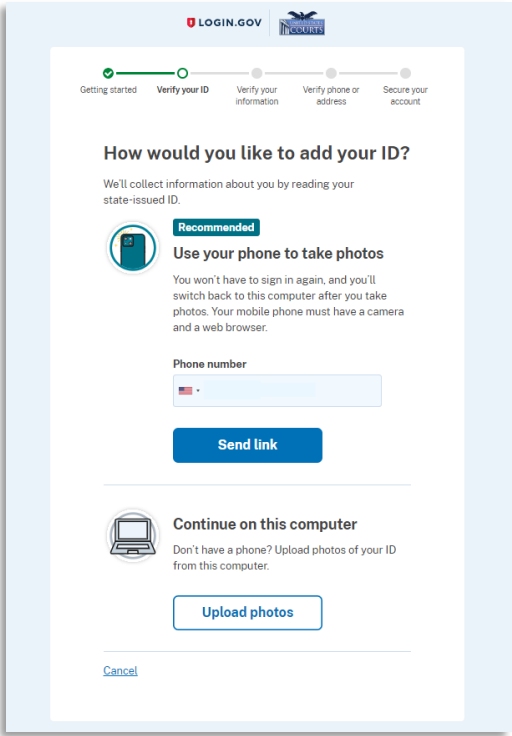 LOGIN.GOV
COURTS
Getting started
Verify your ID
Verify your
information
Verify phone or
address
Secure your
account
How would you like to add your ID?
We'll collect information about you by reading your
state-issued ID.
Recommended
Use your phone to take photos
You won't have to sign in again, and you'll
switch back to this computer after you take
photos. Your mobile phone must have a camera
and a web browser.
Phone number
Send link
Continue on this computer
Don't have a phone? Upload photos of your ID
from this computer.
Upload photos
Cancel